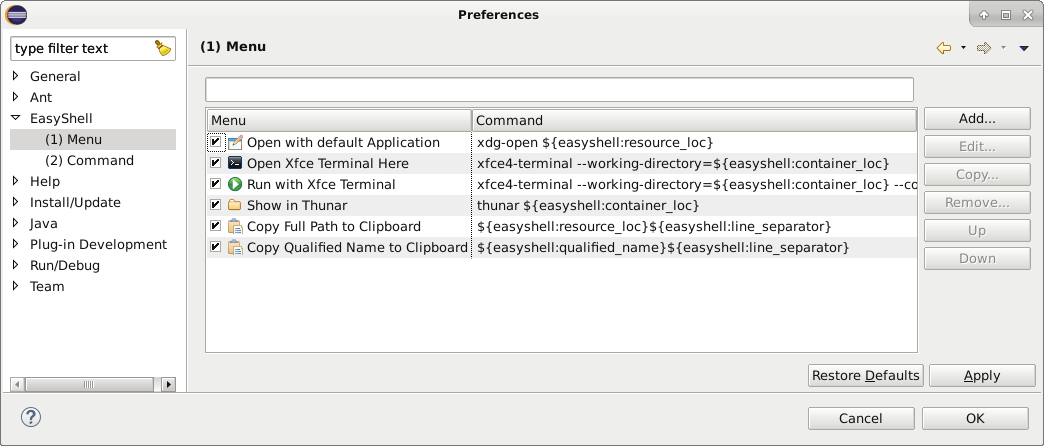 Preferences
type filter text
(1) Menu
General
Ant
EasyShell
(1) Menu
(2) Command
Help
Install/Update
Java
Plug-in Development
Run/Debug
Team
Menu Command
Open with default Application xdg-open ${easyshell:resource_loc}
Open Xfce Terminal Here xfce4-terminal --working-directory=${easyshell:container_loc}
Run with Xfce Terminal xfce4-terminal --working-directory=${easyshell:container_loc} --co
Show in Thunar thunar ${easyshell:container_loc}
Copy Full Path to Clipboard ${easyshell:resource_loc}${easyshell:line_separator}
Copy Qualified Name to Clipboard ${easyshell:qualified_name}${easyshell:line_separator}
Add...
Edit...
Copy...
Remove...
Up
Down
Restore Defaults Apply
? Cancel OK